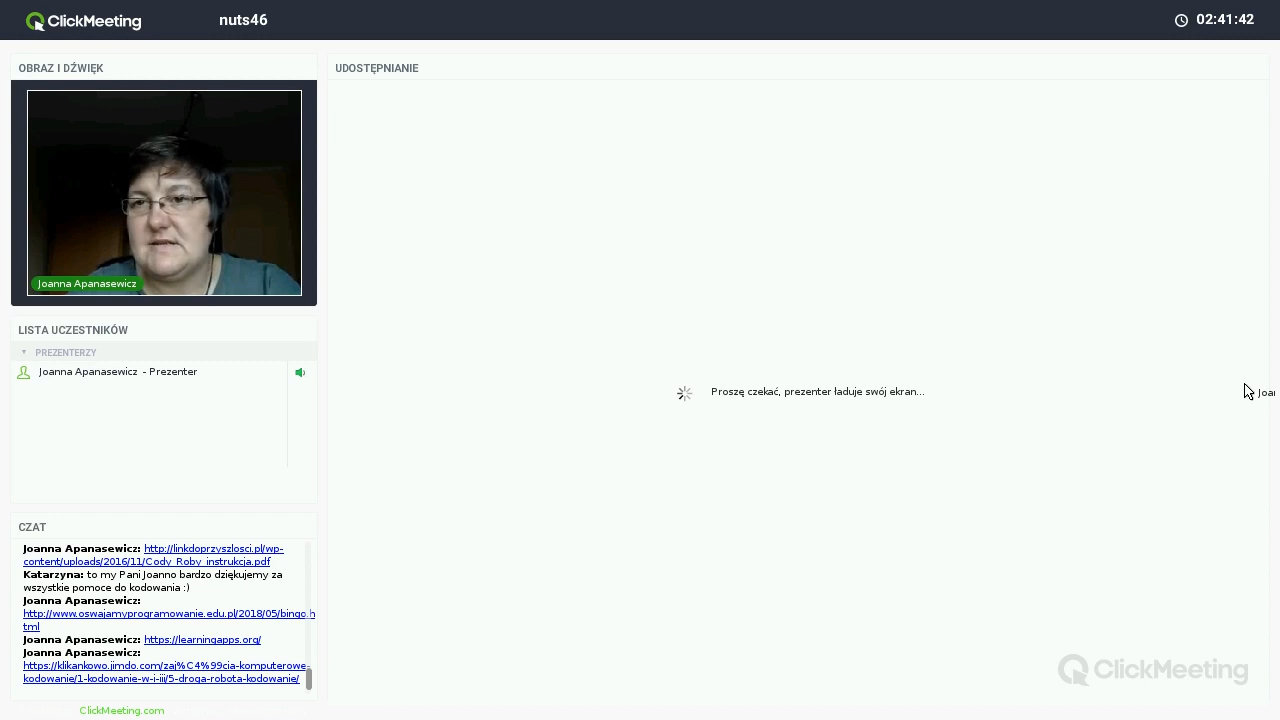 ClickMeeting
nuts46
02:41:42
OBRAZ I DŹWIĘK
Joanna Apanasewicz
LISTA UCZESTNIKÓW
PREZENTERZY
Joanna Apanasewicz - Prezenter
CZAT
Joanna Apanasewicz: http://linkdoprzyszlosci.pl/wp-
content/uploads/2016/11/Cody_Roby_instrukcja.pdf
Katarzyna: to my Pani Joanno bardzo dziękujemy za
wszystkie pomoce do kodowania :)
Joanna Apanasewicz:
http://www.oswajamyprogramowanie.edu.pl/2018/05/bingo.h
tml
Joanna Apanasewicz: https://learningapps.org/
Joanna Apanasewicz:
https://klikankowo.jimdo.com/zaj%C4%99cia-komputerowe-
kodowanie/1-kodowanie-w-i-iii/5-droga-robota-kodowanie/
ClickMeeting.com
UDOSTĘPNIANIE
Proszę czekać, prezenter ładuje swój ekran...
Joa
ClickMeeting